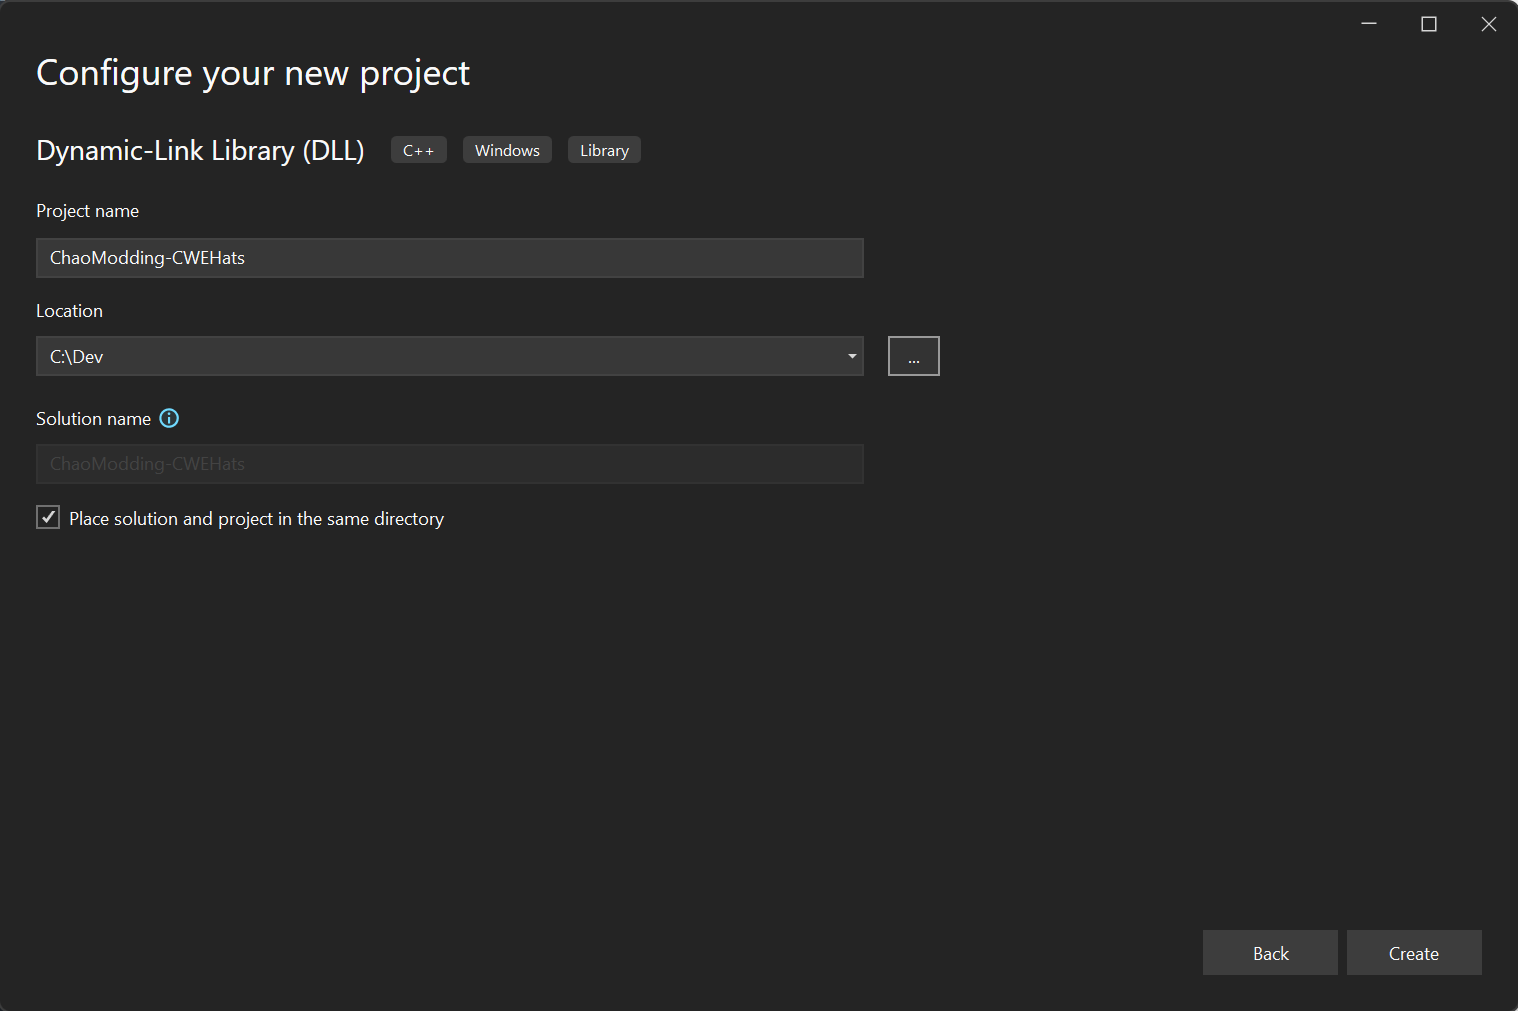 Configure your new project
Dynamic-Link Library (DLL) C++ Windows Library
Project name
ChaoModding-CWEHats
Location
C:\Dev
...
Solution name
ChaoModding-CWEHats
Place solution and project in the same directory
Back Create